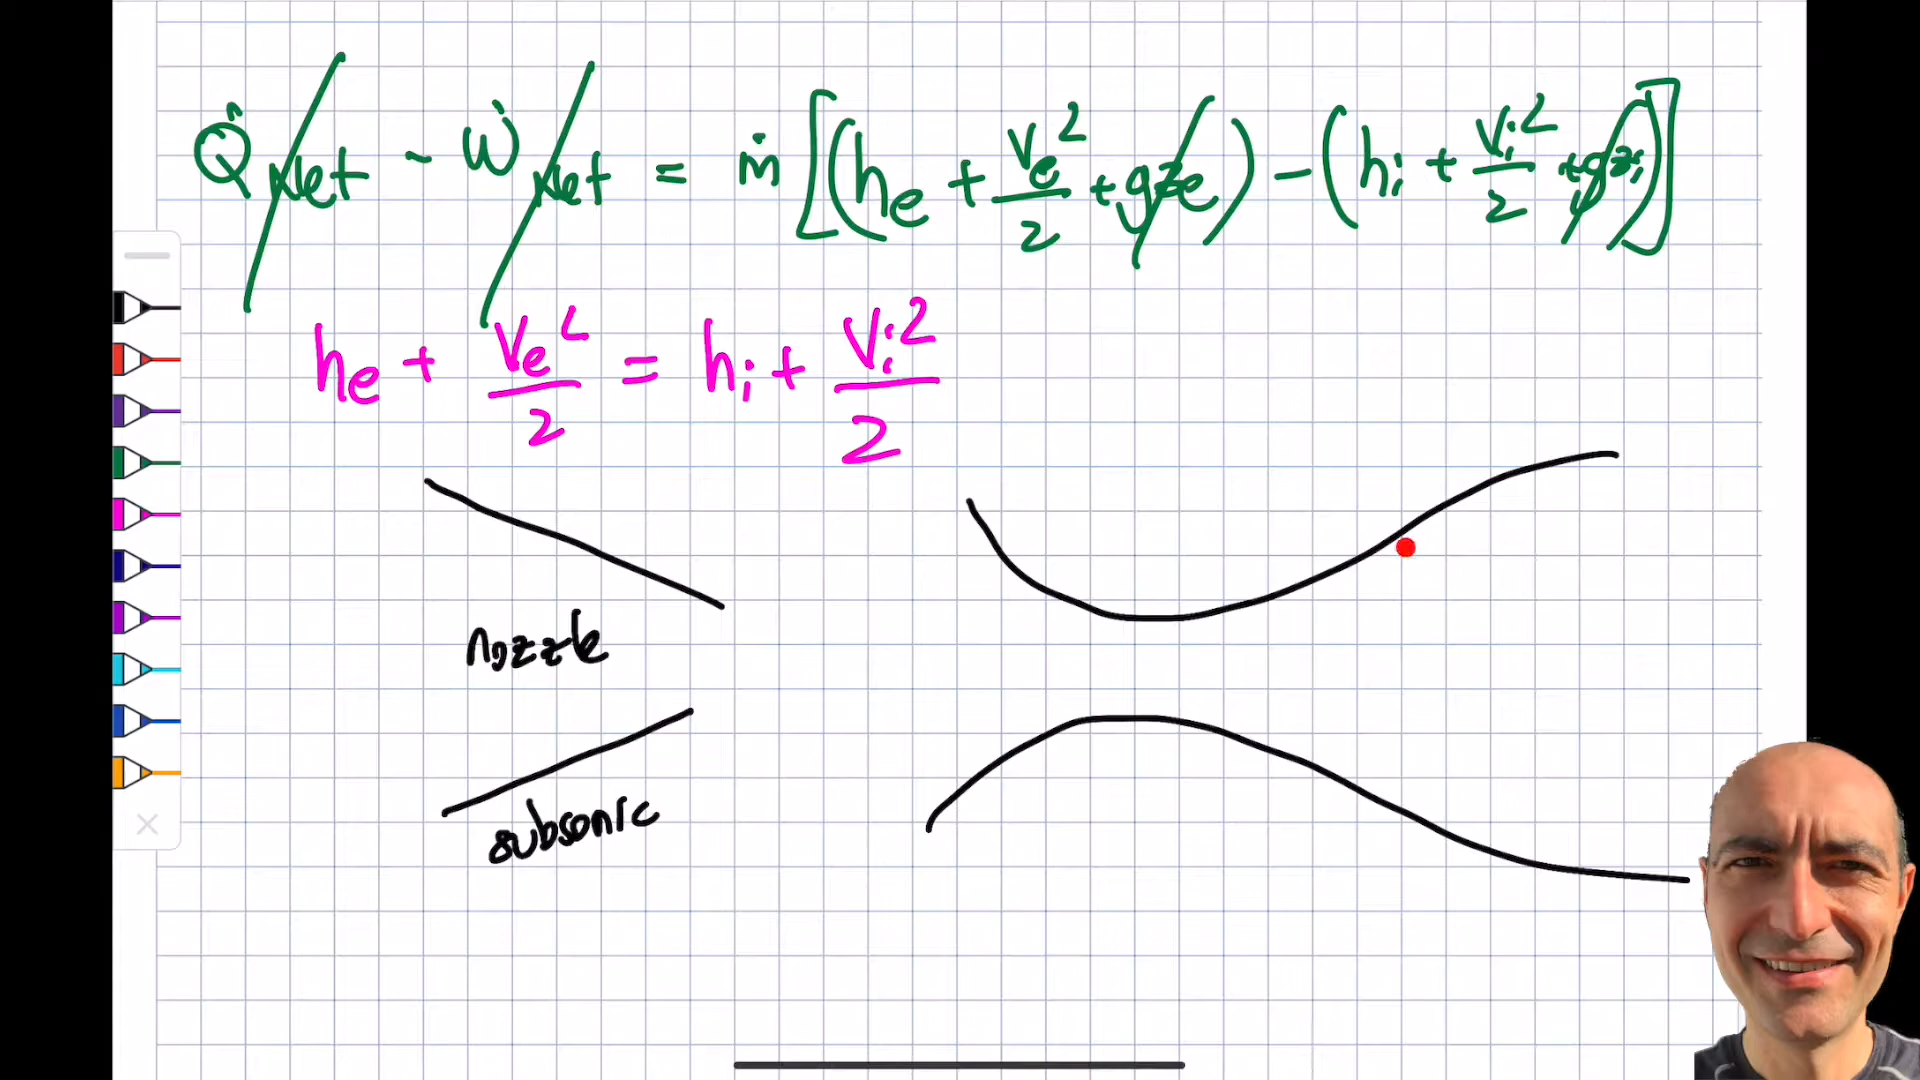 Q̇net - Ẇnet = ṁ[(he + Ve²/2 + gze) - (hi + Vi²/2 + gzi)]
he + Ve²/2 = hi + Vi²/2
nozzle
subsonic